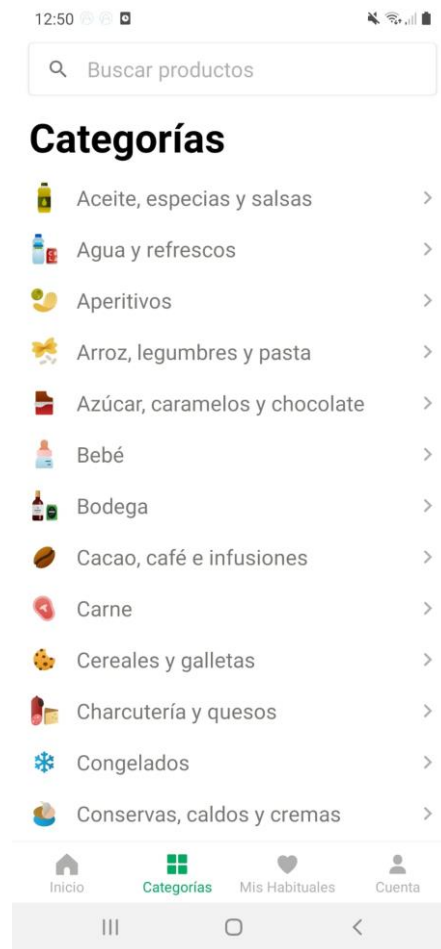 12:50
Buscar productos
Categorías
Aceite, especias y salsas
Agua y refrescos
Aperitivos
Arroz, legumbres y pasta
Azúcar, caramelos y chocolate
Bebé
Bodega
Cacao, café e infusiones
Carne
Cereales y galletas
Charcutería y quesos
Congelados
Conservas, caldos y cremas
Inicio Categorías Mis Habituales Cuenta